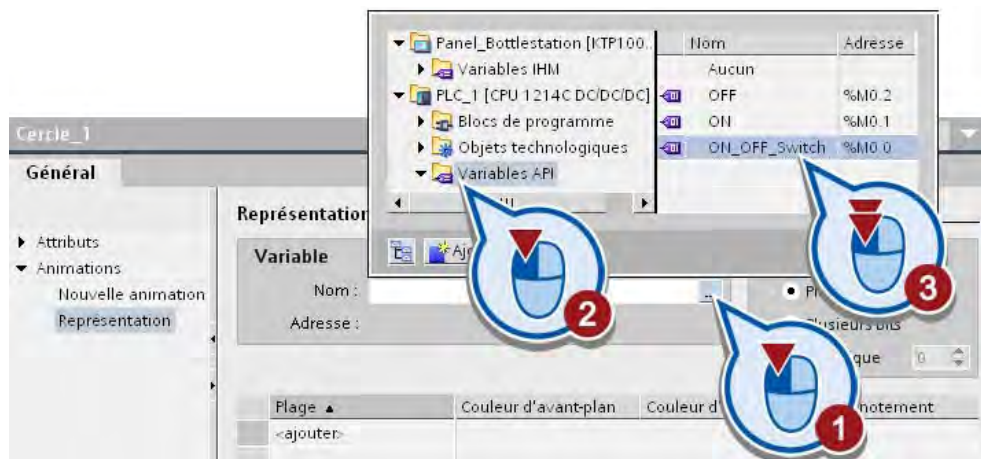 Panel_Bottlestation [KTP100..
Variables IHM
PLC_1 [CPU 1214C DC/DC/DC]
Blocs de programme
Objets technologiques
Variables API
Nom Adresse
Aucun
OFF %M0.2
ON %M0.1
ON_OFF_Switch %M0.0
Cercle_1
Général
Attributs
Animations
Nouvelle animation
Représentation
Représentation
Variable
Nom :
...
Adresse :
Plusieurs bits
0
Plage Couleur d'avant-plan Couleur
<ajouter>
1
2
3